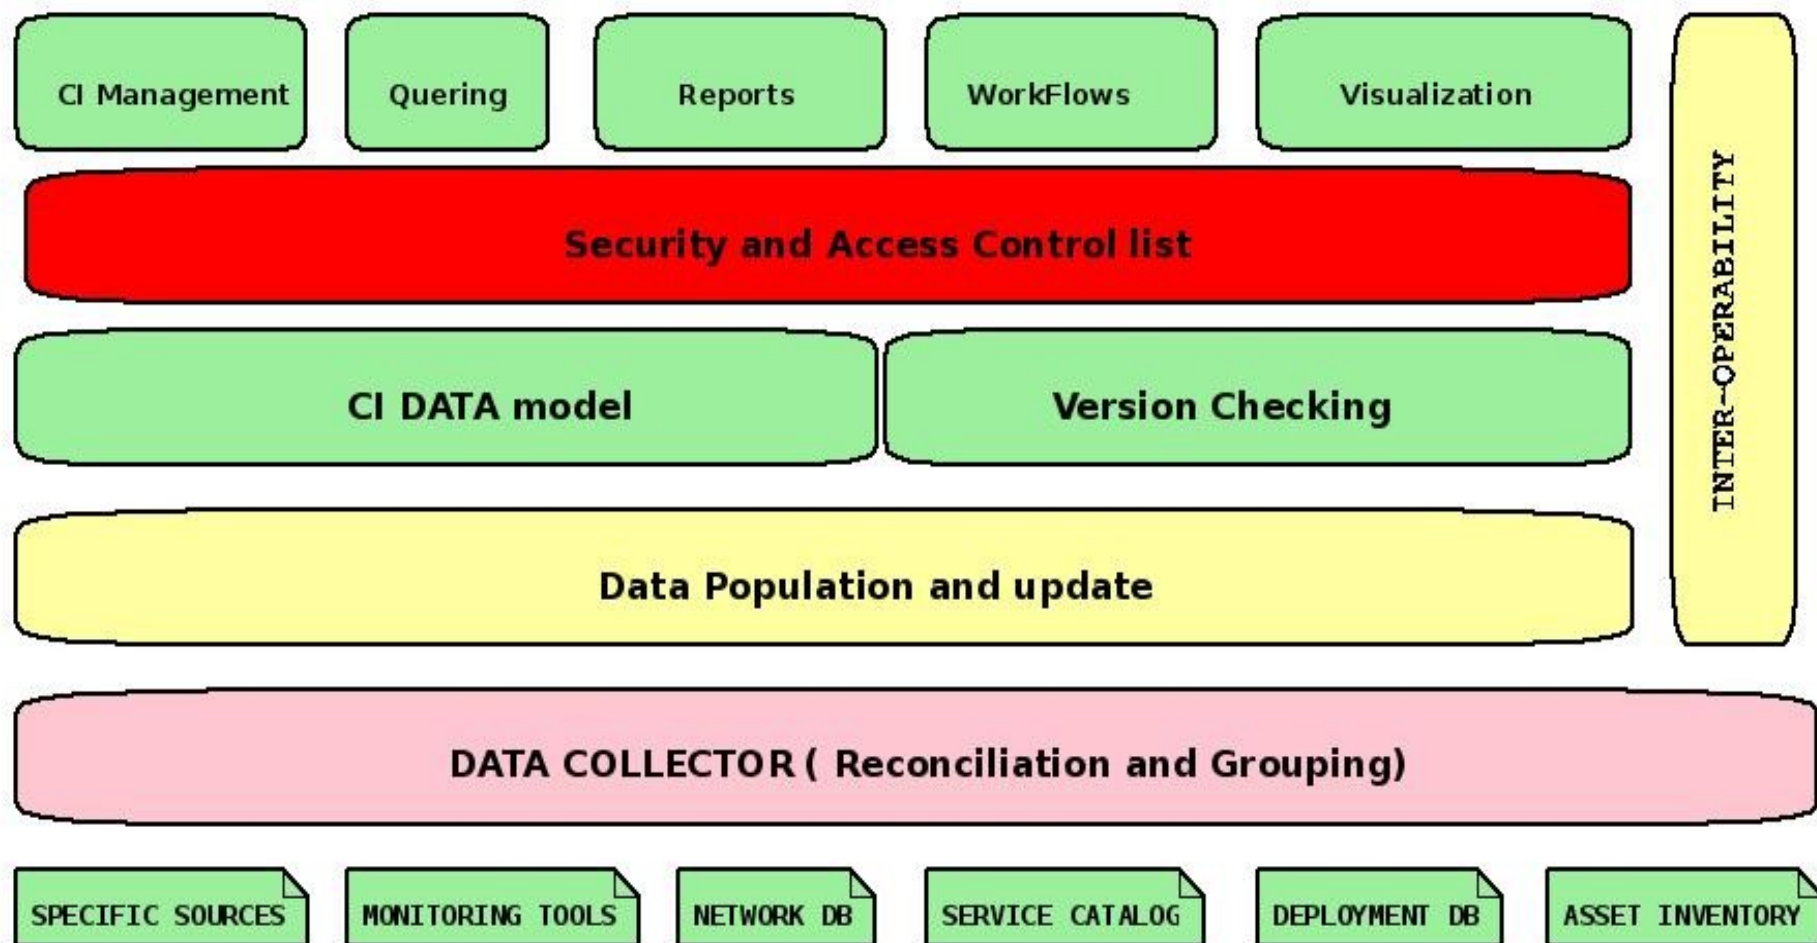 CI Management
Quering
Reports
WorkFlows
Visualization
INTER-OPERABILITY
Security and Access Control list
CI DATA model
Version Checking
Data Population and update
DATA COLLECTOR ( Reconciliation and Grouping)
SPECIFIC SOURCES
MONITORING TOOLS
NETWORK DB
SERVICE CATALOG
DEPLOYMENT DB
ASSET INVENTORY